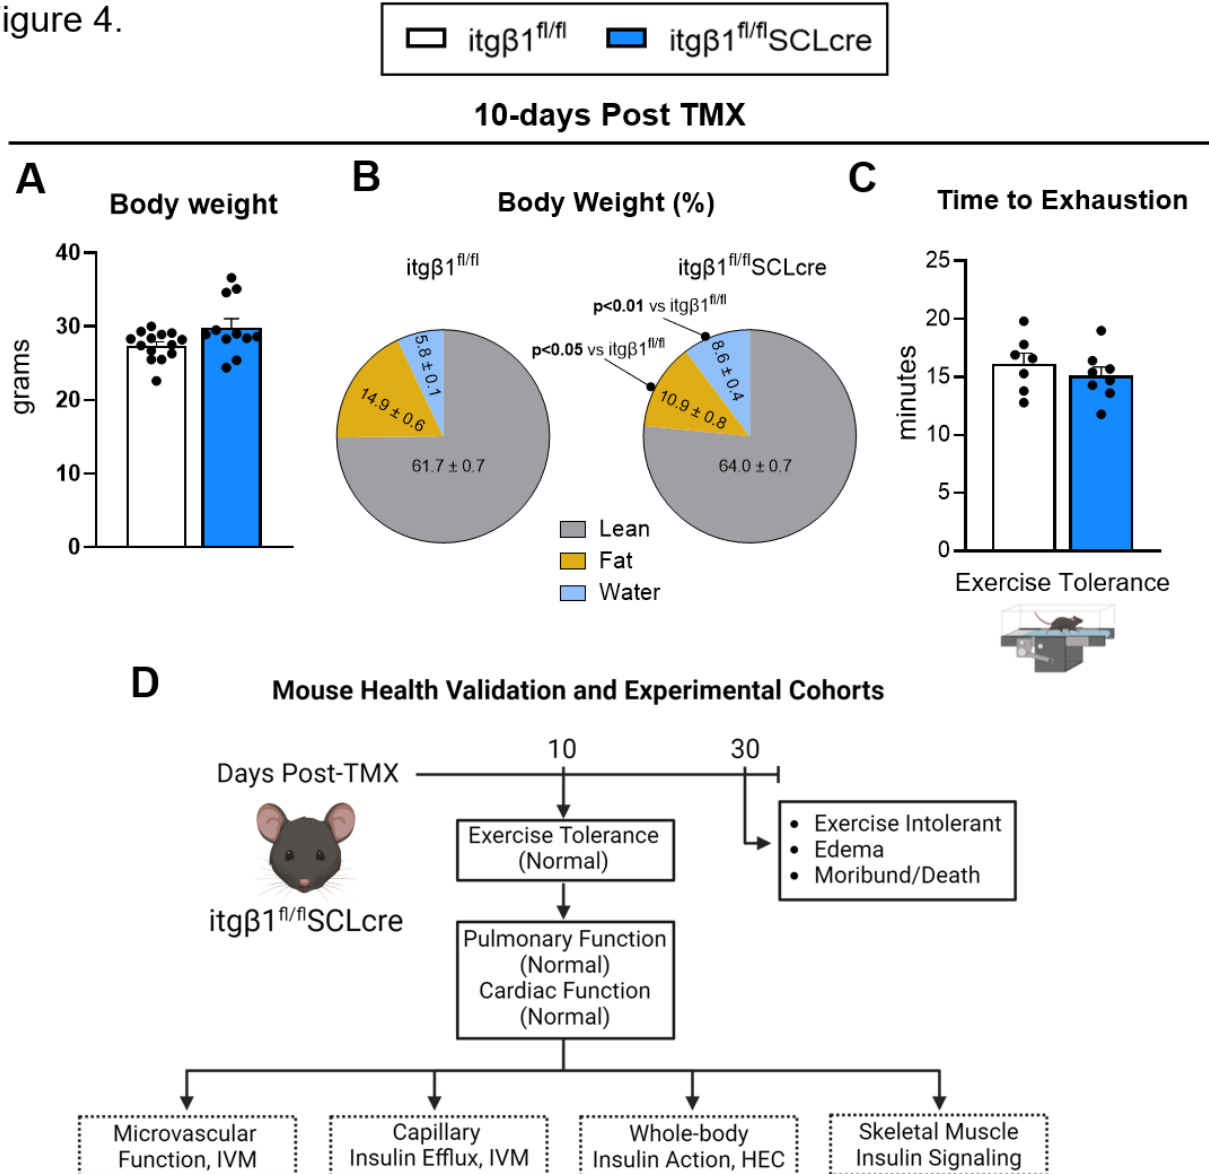 igure 4.
itgβ1fl/fl
itgβ1fl/flSCLcre
10-days Post TMX
A
Body weight
40
30
20
10
0
grams
B
Body Weight (%)
itgβ1fl/fl
5.8 ± 0.1
14.9 ± 0.6
61.7 ± 0.7
itgβ1fl/flSCLcre
p<0.01 vs itgβ1fl/fl
p<0.05 vs itgβ1fl/fl
8.6 ± 0.4
10.9 ± 0.8
64.0 ± 0.7
Lean
Fat
Water
C
Time to Exhaustion
25
20
15
10
5
0
minutes
Exercise Tolerance
D
Mouse Health Validation and Experimental Cohorts
10
30
Days Post-TMX
itgβ1fl/flSCLcre
Exercise Tolerance
(Normal)
• Exercise Intolerant
• Edema
• Moribund/Death
Pulmonary Function
(Normal)
Cardiac Function
(Normal)
Microvascular
Function, IVM
Capillary
Insulin Efflux, IVM
Whole-body
Insulin Action, HEC
Skeletal Muscle
Insulin Signaling